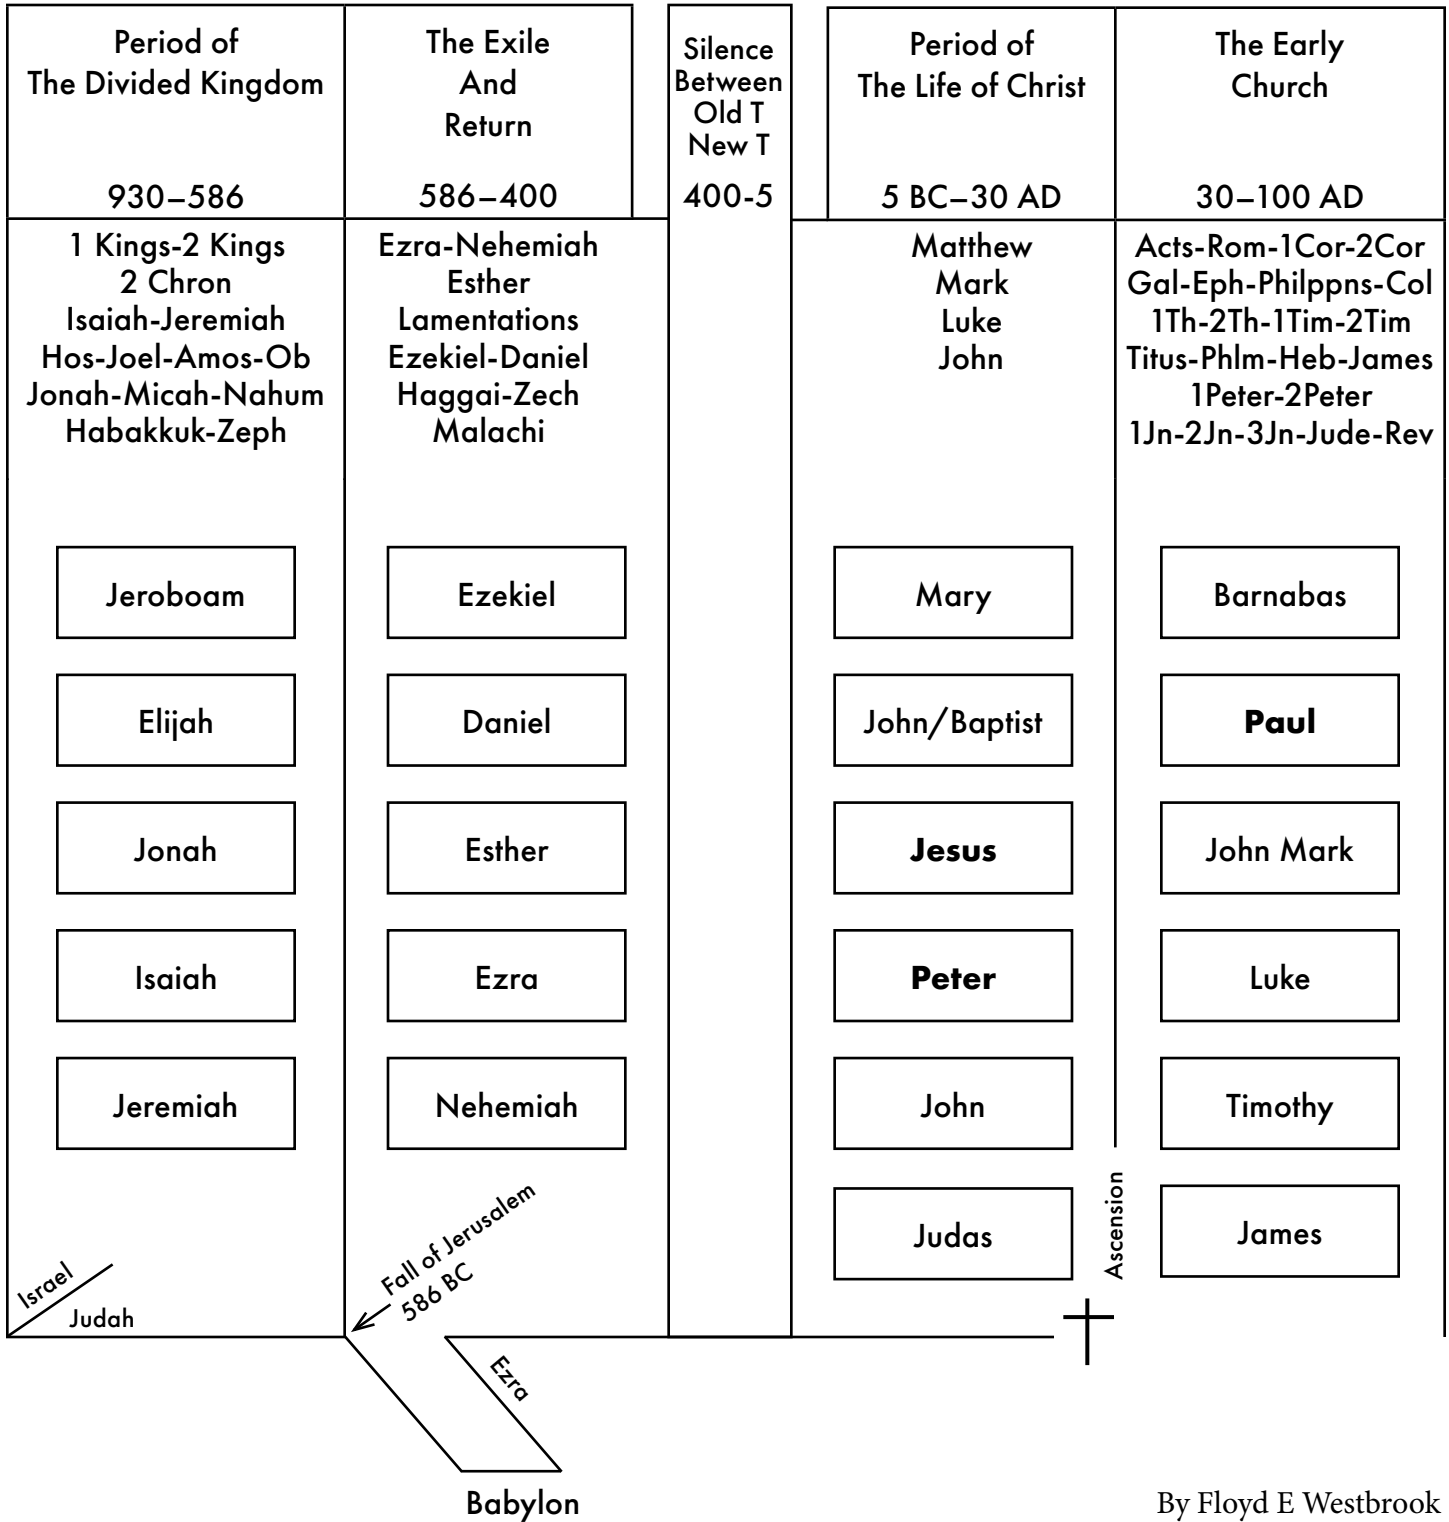 Period of
The Divided Kingdom
930–586
The Exile
And
Return
586–400
Silence
Between
Old T
New T
400-5
Period of
The Life of Christ
5 BC–30 AD
The Early
Church
30–100 AD
1 Kings-2 Kings
2 Chron
Isaiah-Jeremiah
Hos-Joel-Amos-Ob
Jonah-Micah-Nahum
Habakkuk-Zeph
Ezra-Nehemiah
Esther
Lamentations
Ezekiel-Daniel
Haggai-Zech
Malachi
Matthew
Mark
Luke
John
Acts-Rom-1Cor-2Cor
Gal-Eph-Philppns-Col
1Th-2Th-1Tim-2Tim
Titus-Phlm-Heb-James
1Peter-2Peter
1Jn-2Jn-3Jn-Jude-Rev
Jeroboam
Elijah
Jonah
Isaiah
Jeremiah
Ezekiel
Daniel
Esther
Ezra
Nehemiah
Mary
John/Baptist
Jesus
Peter
John
Judas
Barnabas
Paul
John Mark
Luke
Timothy
James
Israel
Judah
Fall of Jerusalem
586 BC
Ezra
Babylon
Ascension
By Floyd E Westbrook